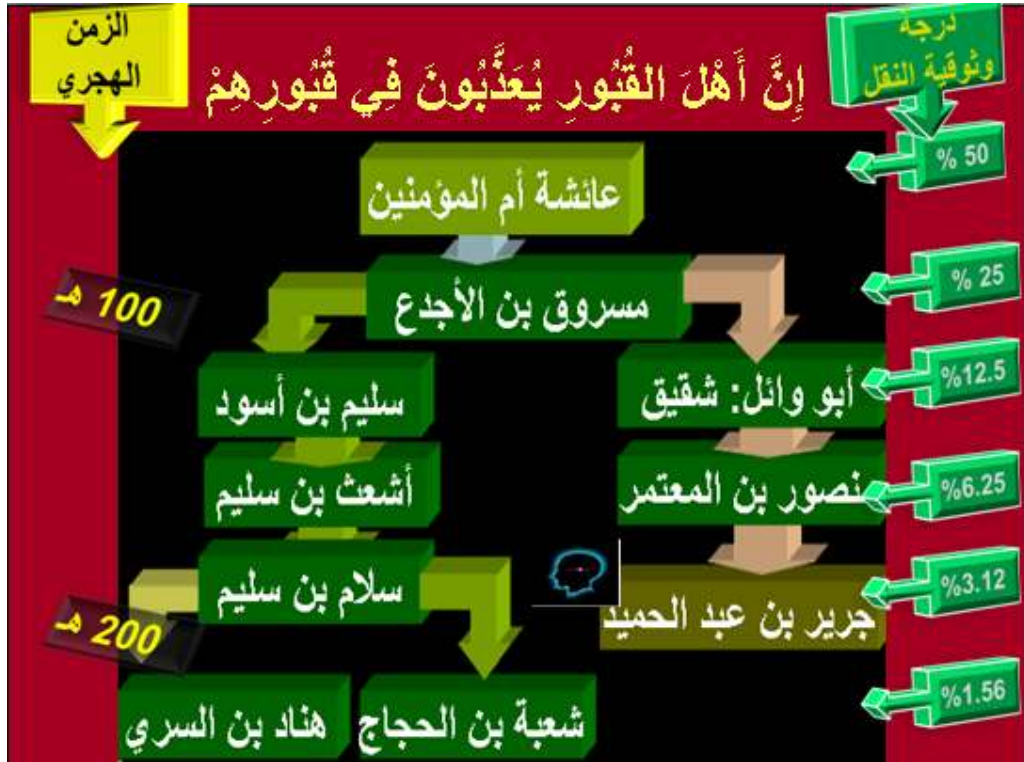 الزمن
الهجري
درجة
وثوقية النقل
إِنَّ أَهْلَ القُبُورِ يُعَذَّبُونَ فِي قُبُورِهِمْ
% 50
عائشة أم المؤمنين
% 25
مسروق بن الأجدع
100 هـ
%12.5
أبو وائل: شقيق
سليم بن أسود
%6.25
نصور بن المعتمر
أشعث بن سليم
%3.12
جرير بن عبد الحميد
سلام بن سليم
200 هـ
%1.56
شعبة بن الحجاج
هناد بن السري